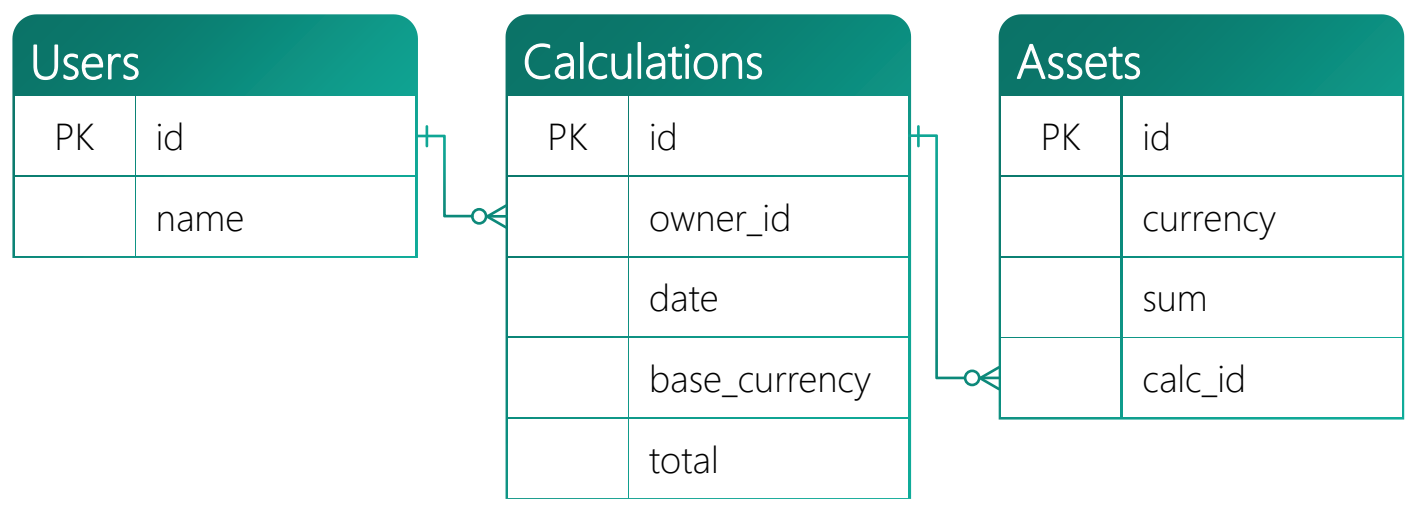 Users
PK id
name
Calculations
PK id
owner_id
date
base_currency
total
Assets
PK id
currency
sum
calc_id